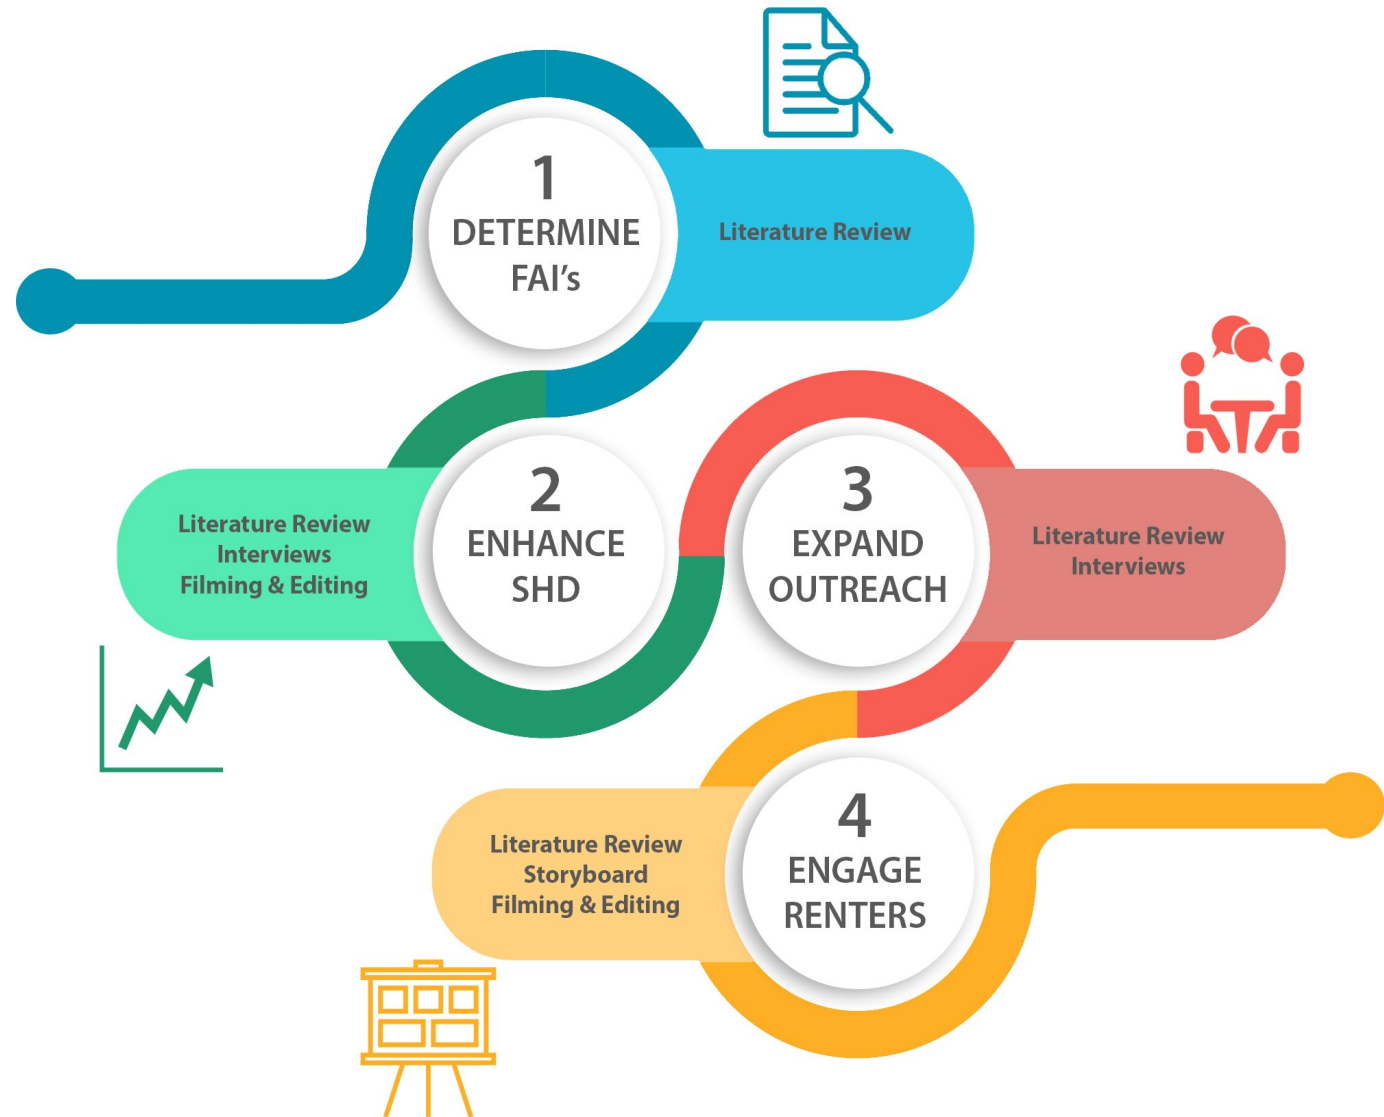 1
DETERMINE
FAI’s
Literature Review
2
ENHANCE
SHD
Literature Review
Interviews
Filming & Editing
3
EXPAND
OUTREACH
Literature Review
Interviews
4
ENGAGE
RENTERS
Literature Review
Storyboard
Filming & Editing